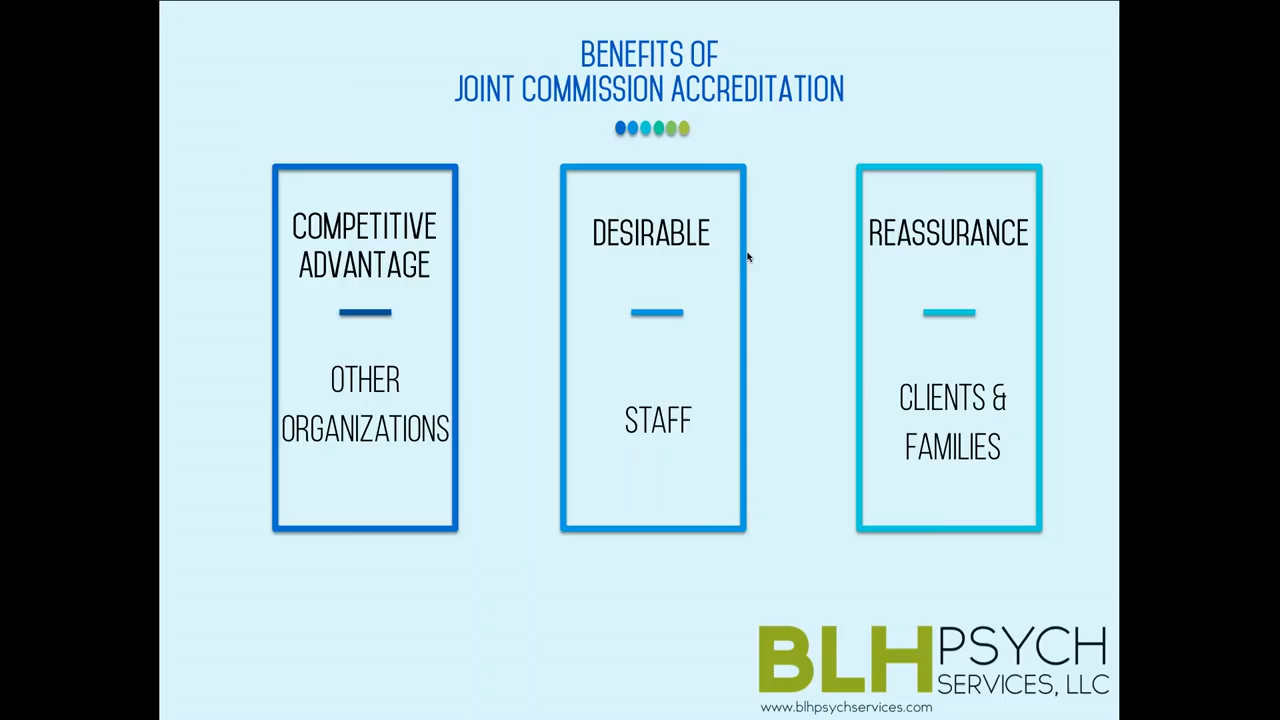 BENEFITS OF
JOINT COMMISSION ACCREDITATION
COMPETITIVE
ADVANTAGE
OTHER
ORGANIZATIONS
DESIRABLE
STAFF
REASSURANCE
CLIENTS &
FAMILIES
BLH PSYCH
SERVICES, LLC
www.blhpsychservices.com